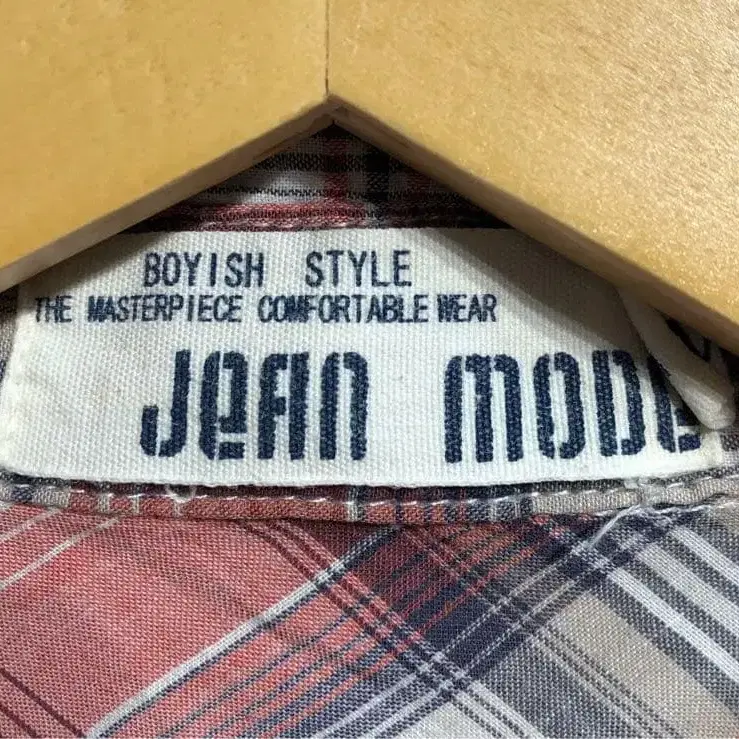 BOYISH STYLE
THE MASTERPIECE COMFORTABLE WEAR
JeAn mode